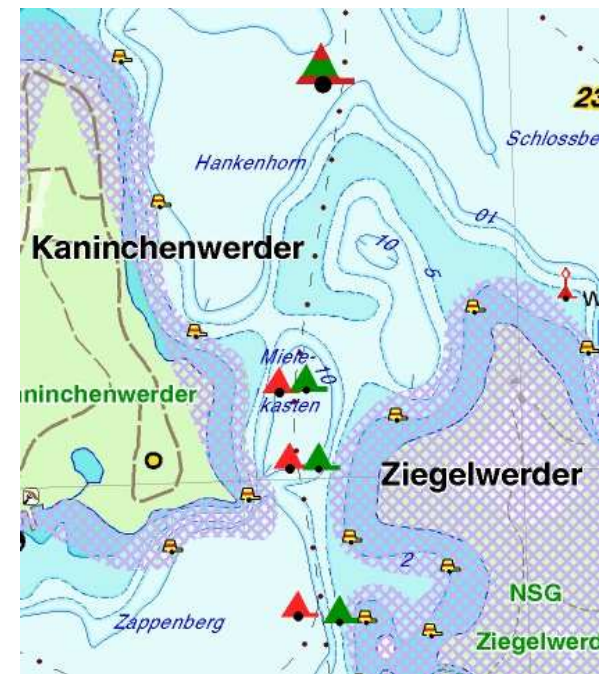 23
Schlossbe
Hankenhorn
10
10
5
Kaninchenwerder
W
Miele-
10
kasten
ninchenwerder
Ziegelwerder
2
NSG
Zappenberg
Ziegelwerd